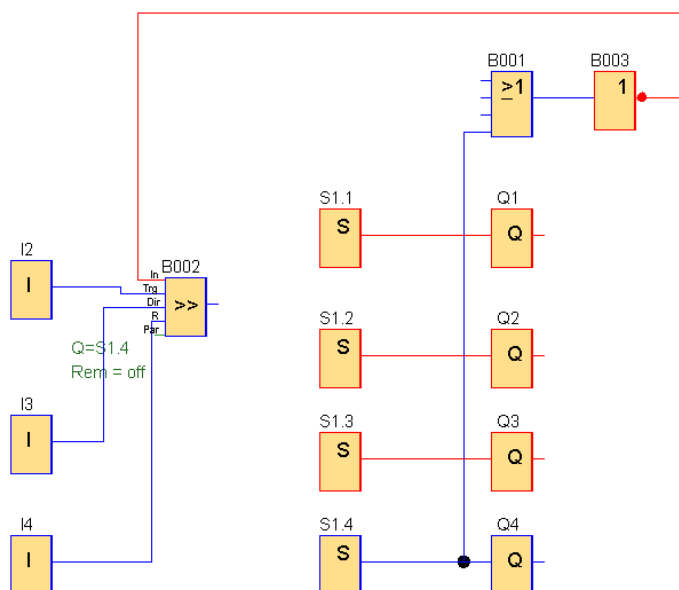 B001
B003
≥1
1
S1.1
Q1
S
Q
I2
I
B002
In
Trg
Dir
R
Par
>>
Q=S1.4
Rem = off
S1.2
Q2
S
Q
I3
I
S1.3
Q3
S
Q
I4
I
S1.4
Q4
S
Q